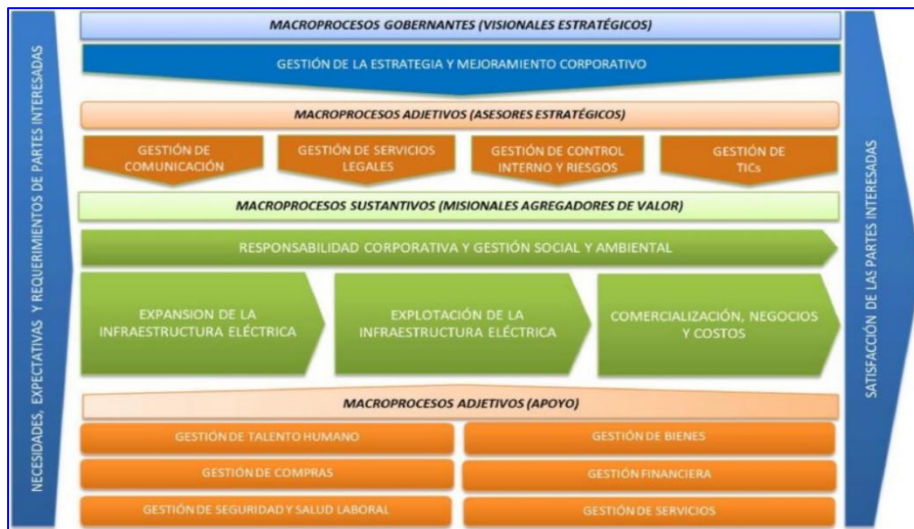 NECESIDADES, EXPECTATIVAS Y REQUERIMIENTOS DE PARTES INTERESADAS
MACROPROCESOS GOBERNANTES (VISIONALES ESTRATÉGICOS)
GESTIÓN DE LA ESTRATEGIA Y MEJORAMIENTO CORPORATIVO
MACROPROCESOS ADJETIVOS (ASESORES ESTRATÉGICOS)
GESTIÓN DE
COMUNICACIÓN
GESTIÓN DE SERVICIOS
LEGALES
GESTIÓN DE CONTROL
INTERNO Y RIESGOS
GESTIÓN DE
TICs
MACROPROCESOS SUSTANTIVOS (MISIONALES AGREGADORES DE VALOR)
RESPONSABILIDAD CORPORATIVA Y GESTIÓN SOCIAL Y AMBIENTAL
EXPANSION DE LA
INFRAESTRUCTURA ELÉCTRICA
EXPLOTACIÓN DE LA
INFRAESTRUCTURA ELÉCTRICA
COMERCIALIZACIÓN, NEGOCIOS
Y COSTOS
MACROPROCESOS ADJETIVOS (APOYO)
GESTIÓN DE TALENTO HUMANO
GESTIÓN DE BIENES
GESTIÓN DE COMPRAS
GESTIÓN FINANCIERA
GESTIÓN DE SEGURIDAD Y SALUD LABORAL
GESTIÓN DE SERVICIOS
SATISFACCIÓN DE LAS PARTES INTERESADAS